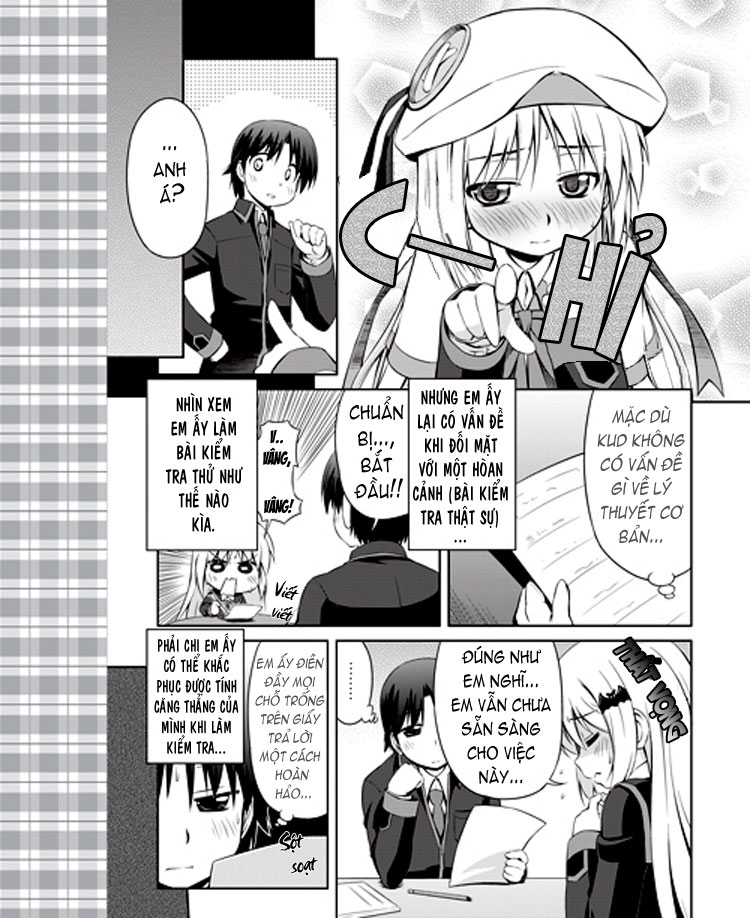 C—HỈ
...
ANH
Á?
MẶC DÙ
KUD KHÔNG
CÓ VẤN ĐỀ
GÌ VỀ LÝ
THUYẾT CƠ
BẢN...
NHƯNG EM ẤY
LẠI CÓ VẤN ĐỀ
KHI ĐỐI MẶT
VỚI MỘT HOÀN
CẢNH (BÀI KIỂM
TRA THẬT SỰ)
...
CHUẨN
BỊ...,
BẮT
ĐẦU!!
V..
VÂNG,
VÂNG!
Viết
viết
NHÌN XEM
EM ẤY LÀM
BÀI KIỂM
TRA THỬ NHƯ
THẾ NÀO
KÌA.
THẤT VỌNG
ĐÚNG NHƯ
EM NGHĨ...
EM VẪN CHƯA
SẴN SÀNG
CHO VIỆC
NÀY...
......
EM ẤY ĐIỀN
ĐẦY MỌI
CHỖ TRỐNG
TRÊN GIẤY
TRẢ LỜI
MỘT CÁCH
HOÀN
HẢO...
Sột
soạt
PHẢI CHI EM ẤY
CÓ THỂ KHẮC
PHỤC ĐƯỢC TÍNH
CĂNG THẲNG CỦA
MÌNH KHI LÀM
KIỂM TRA...